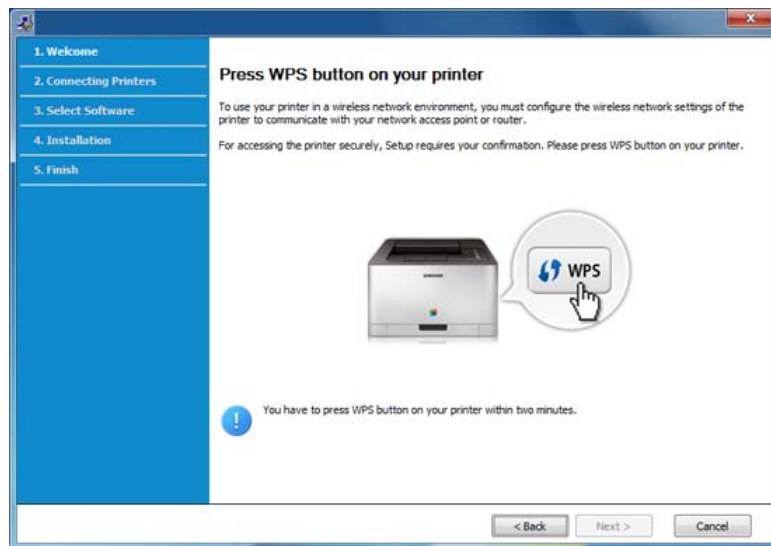 1. Welcome
2. Connecting Printers
3. Select Software
4. Installation
5. Finish
Press WPS button on your printer
To use your printer in a wireless network environment, you must configure the wireless network settings of the
printer to communicate with your network access point or router.
For accessing the printer securely, Setup requires your confirmation. Please press WPS button on your printer.
SAMSUNG
WPS
You have to press WPS button on your printer within two minutes.
< Back
Next >
Cancel